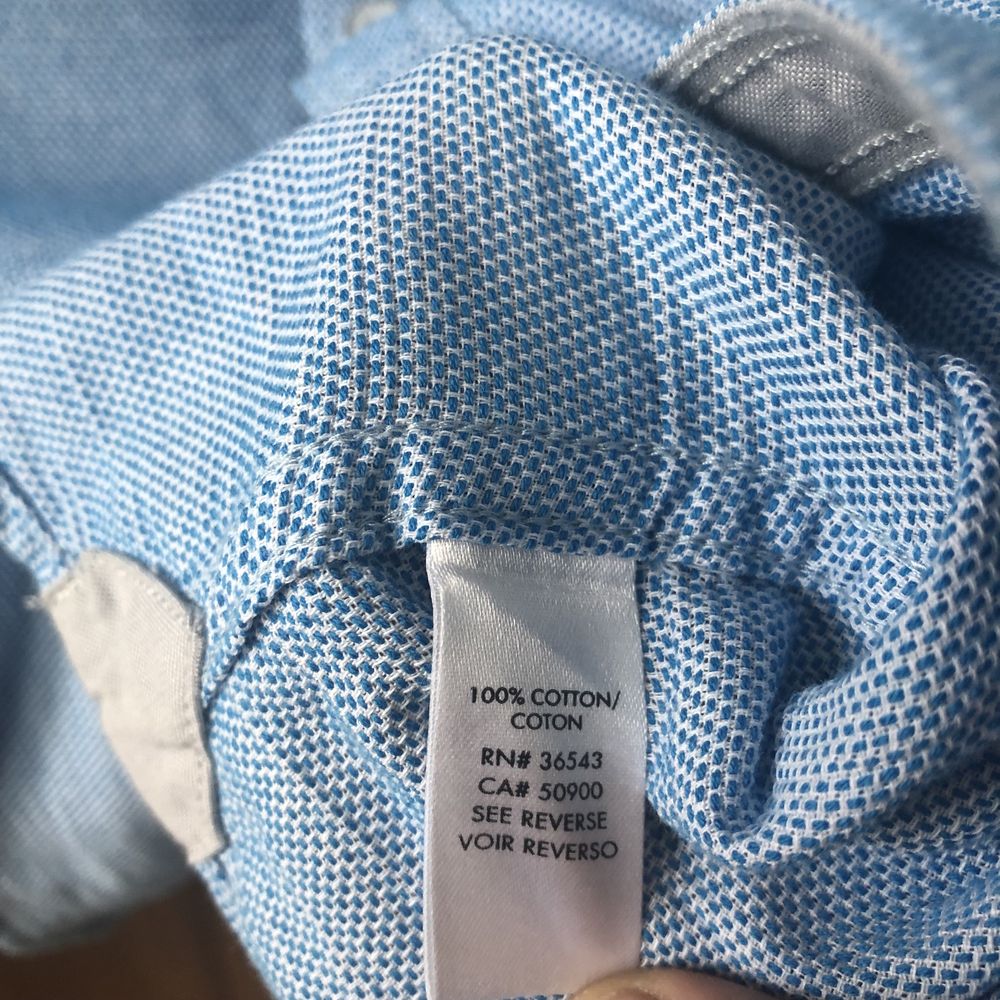 100% COTTON/
COTON
RN# 36543
CA# 50900
SEE REVERSE
VOIR REVERSO